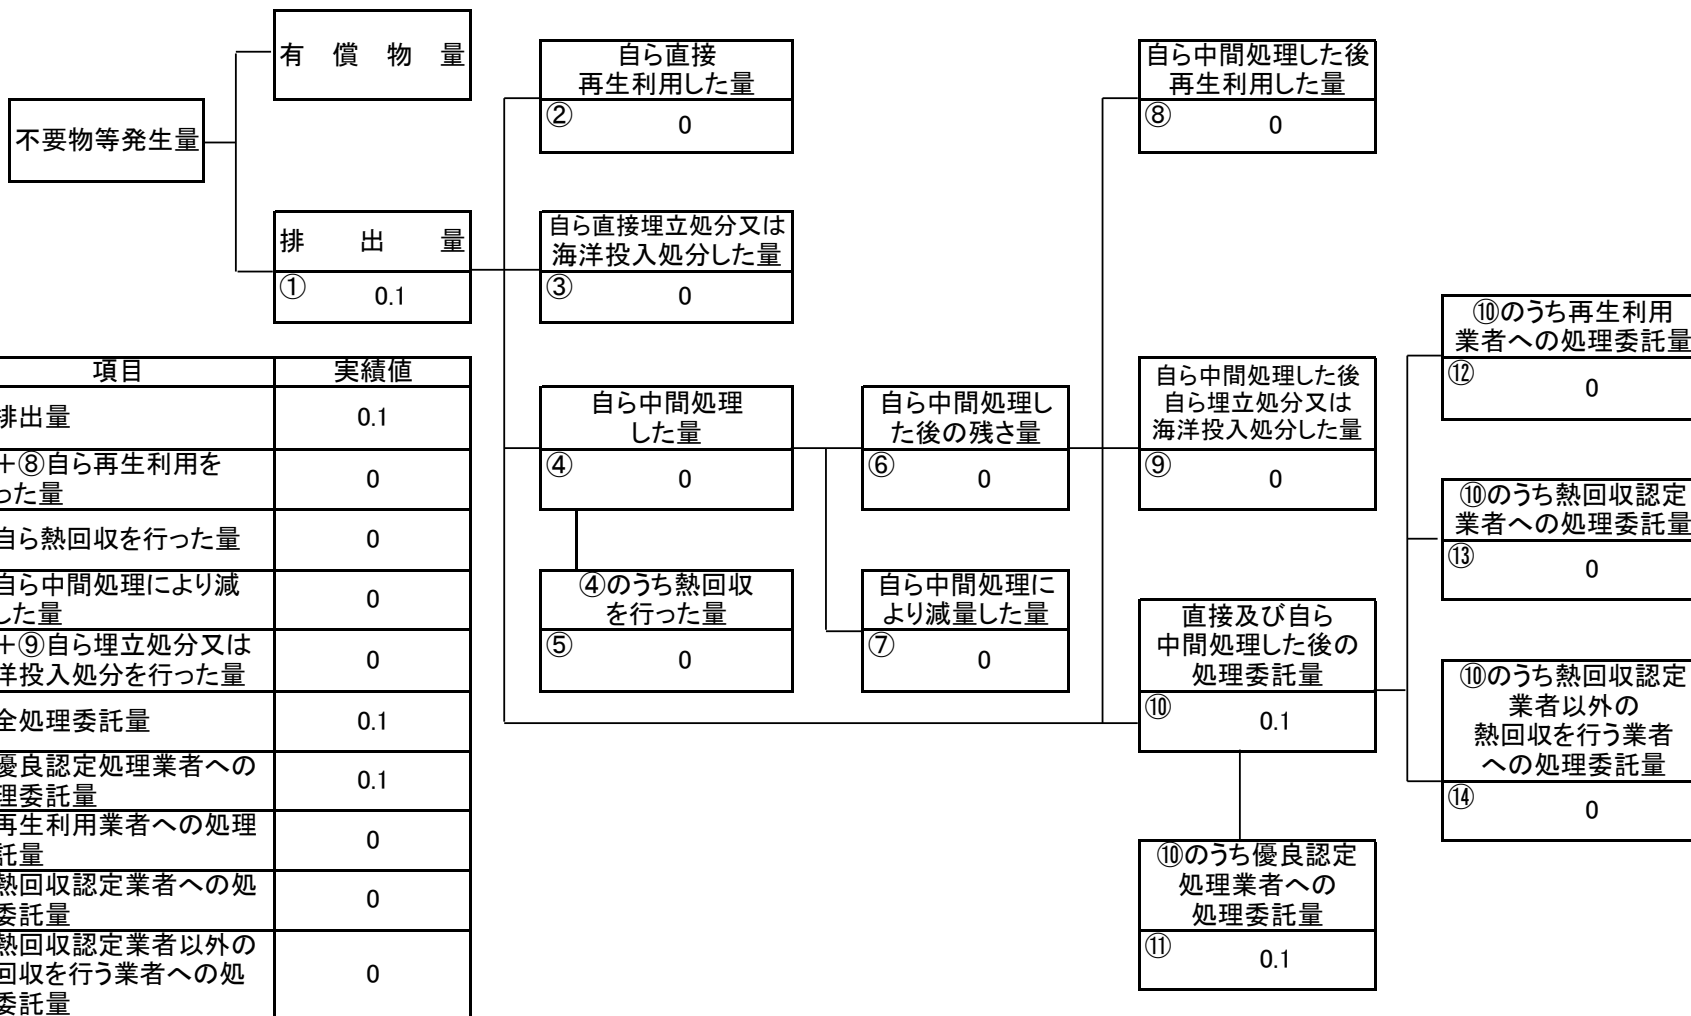 有償物量
不要物等発生量
排出量
① 0.1
自ら直接
再生利用した量
② 0
自ら直接埋立処分又は
海洋投入処分した量
③ 0
自ら中間処理
した量
④ 0
④のうち熱回収
を行った量
⑤ 0
自ら中間処理し
た後の残さ量
⑥ 0
自ら中間処理に
より減量した量
⑦ 0
自ら中間処理した後
再生利用した量
⑧ 0
自ら中間処理した後
自ら埋立処分又は
海洋投入処分した量
⑨ 0
直接及び自ら
中間処理した後の
処理委託量
⑩ 0.1
⑩のうち優良認定
処理業者への
処理委託量
⑪ 0.1
⑩のうち再生利用
業者への処理委託量
⑫ 0
⑩のうち熱回収認定
業者への処理委託量
⑬ 0
⑩のうち熱回収認定
業者以外の
熱回収を行う業者
への処理委託量
⑭ 0
項目 実績値
排出量 0.1
+⑧自ら再生利用を
った量 0
自ら熱回収を行った量 0
自ら中間処理により減
した量 0
+⑨自ら埋立処分又は
洋投入処分を行った量 0
全処理委託量 0.1
優良認定処理業者への
理委託量 0.1
再生利用業者への処理
託量 0
熱回収認定業者への処
委託量 0
熱回収認定業者以外の
回収を行う業者への処
委託量 0